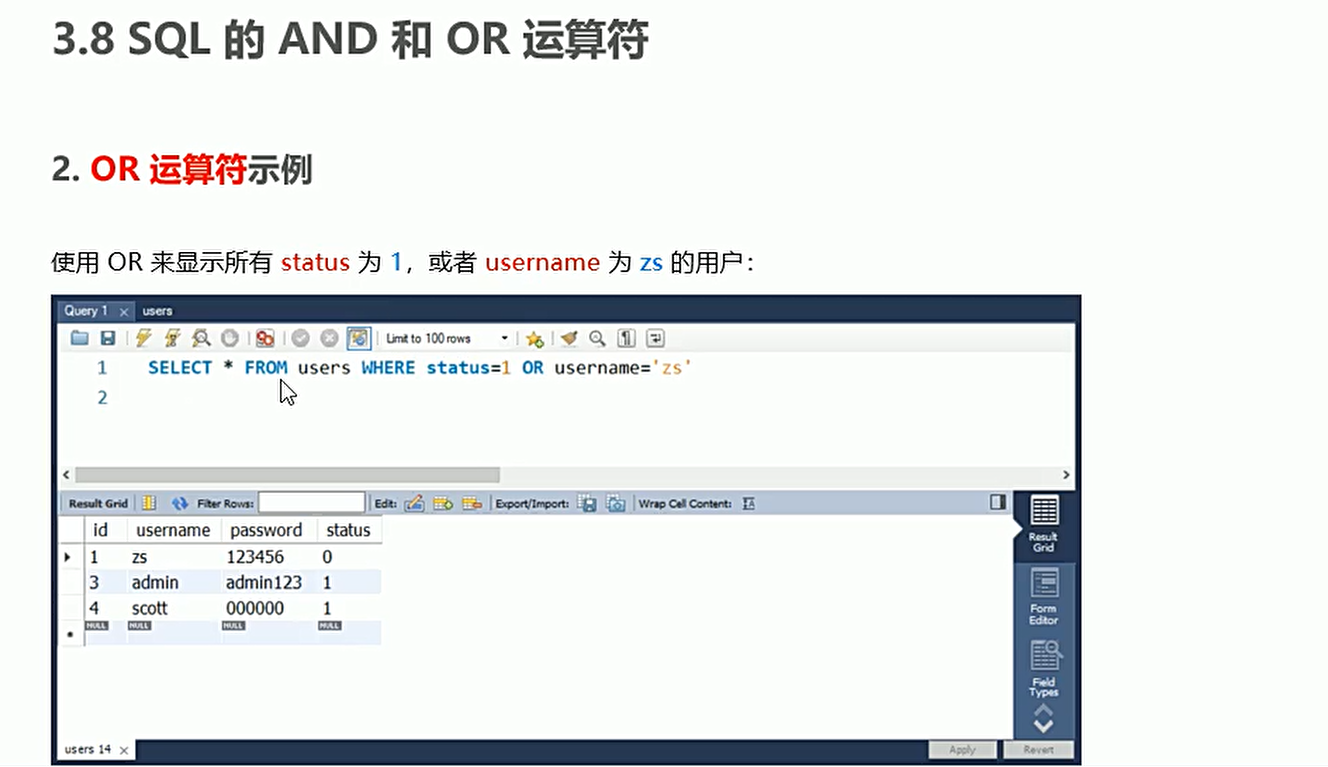 3.8 SQL 的 AND 和 OR 运算符
2. OR 运算符示例
使用 OR 来显示所有 status 为 1，或者 username 为 zs 的用户：
Query 1 users
Limit to 100 rows
1 SELECT * FROM users WHERE status=1 OR username='zs'
2
Result Grid Filter Rows: Edit: Export/Import: Wrap Cell Content:
id username password status
1 zs 123456 0
3 admin admin123 1
4 scott 000000 1
NULL NULL NULL NULL
Result
Grid
Form
Editor
Field
Types
users 14 Apply Revert